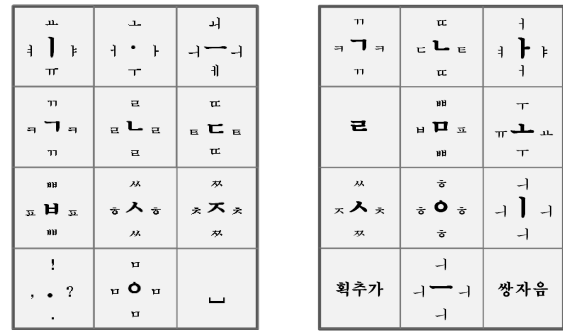 ㅛ ㅗ
ㅕ ㅣ ㅑ ㅓ · ㅏ ㅢ ㅡ ㅢ
ㅠ ㅜ
ㄲ ㄹ ㄸ
ㅋ ㄱ ㅋ ㄹ ㄴ ㄹ ㅌ ㄷ ㅌ
ㄲ ㄹ ㄸ
ㅃ ㅆ ㅉ
ㅍ ㅂ ㅍ ㅎ ㅅ ㅎ ㅊ ㅈ ㅊ
ㅃ ㅆ ㅉ
! ㅁ
, . ? ㅁ ㅇ ㅁ ⎵
. ㅁ
ㄲ ㄸ ㅓ
ㅋ ㄱ ㅋ ㄷ ㄴ ㅌ ㅕ ㅏ ㅑ
ㄲ ㄸ ㅓ
ㅃ ㅜ
ㄹ ㅂ ㅁ ㅍ ㅠ ㅗ ㅛ
ㅃ ㅜ
ㅆ ㅎ ㅢ
ㅈ ㅅ ㅊ ㅎ ㅇ ㅎ ㅢ ㅣ ㅢ
ㅉ ㅎ ㅢ
ㅢ
획추가 ㅢ ㅡ ㅢ 쌍자음
ㅢ